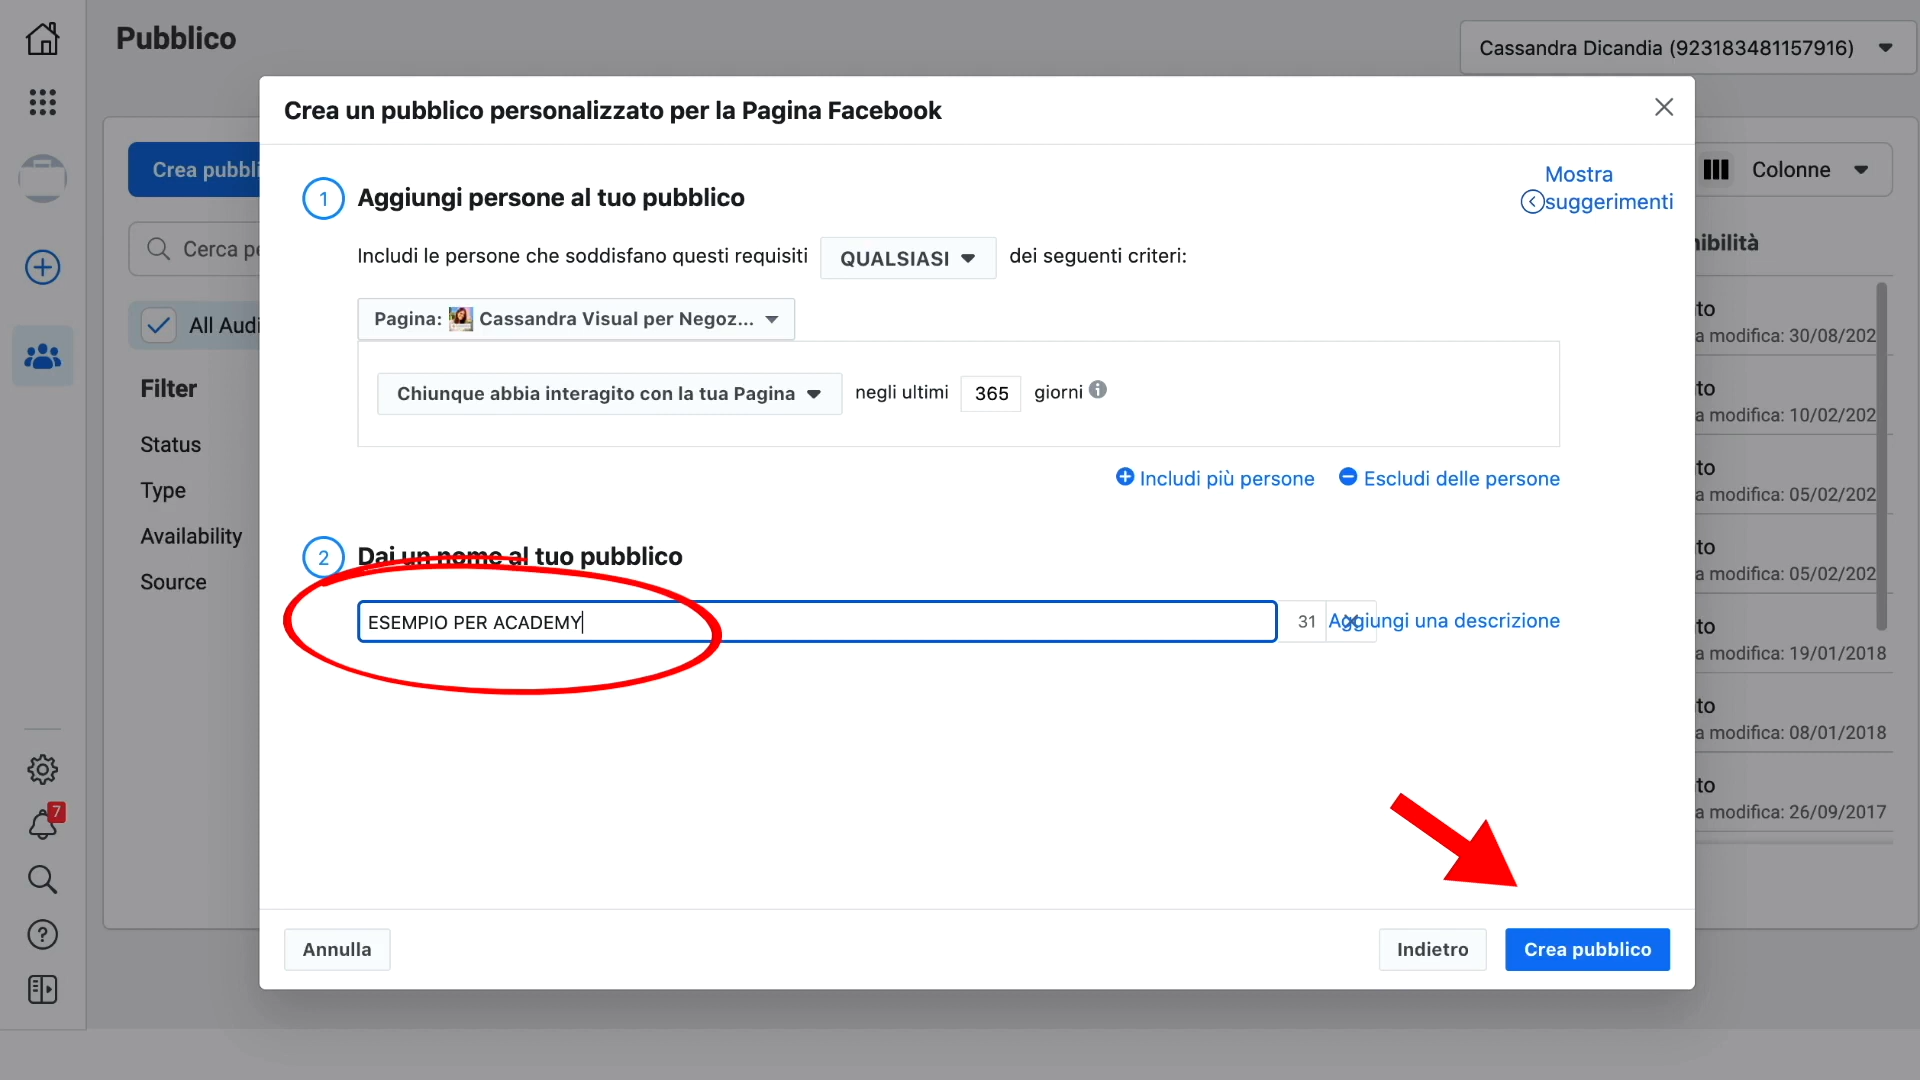 Pubblico
Cassandra Dicandia (923183481157916)
Crea un pubblico personalizzato per la Pagina Facebook
Crea pubbli
Mostra suggerimenti
Colonne
1 Aggiungi persone al tuo pubblico
Cerca pe
Includi le persone che soddisfano questi requisiti QUALSIASI dei seguenti criteri:
nibilità
All Audi
Pagina: Cassandra Visual per Negoz...
to
a modifica: 30/08/202
Filter
Chiunque abbia interagito con la tua Pagina negli ultimi 365 giorni
to
a modifica: 10/02/202
Status
Includi più persone Escludi delle persone
to
a modifica: 05/02/202
Type
Availability
2 Dai un nome al tuo pubblico
to
a modifica: 05/02/202
Source
ESEMPIO PER ACADEMY 31 Aggiungi una descrizione
to
a modifica: 19/01/2018
to
a modifica: 08/01/2018
to
a modifica: 26/09/2017
7
Annulla
Indietro
Crea pubblico